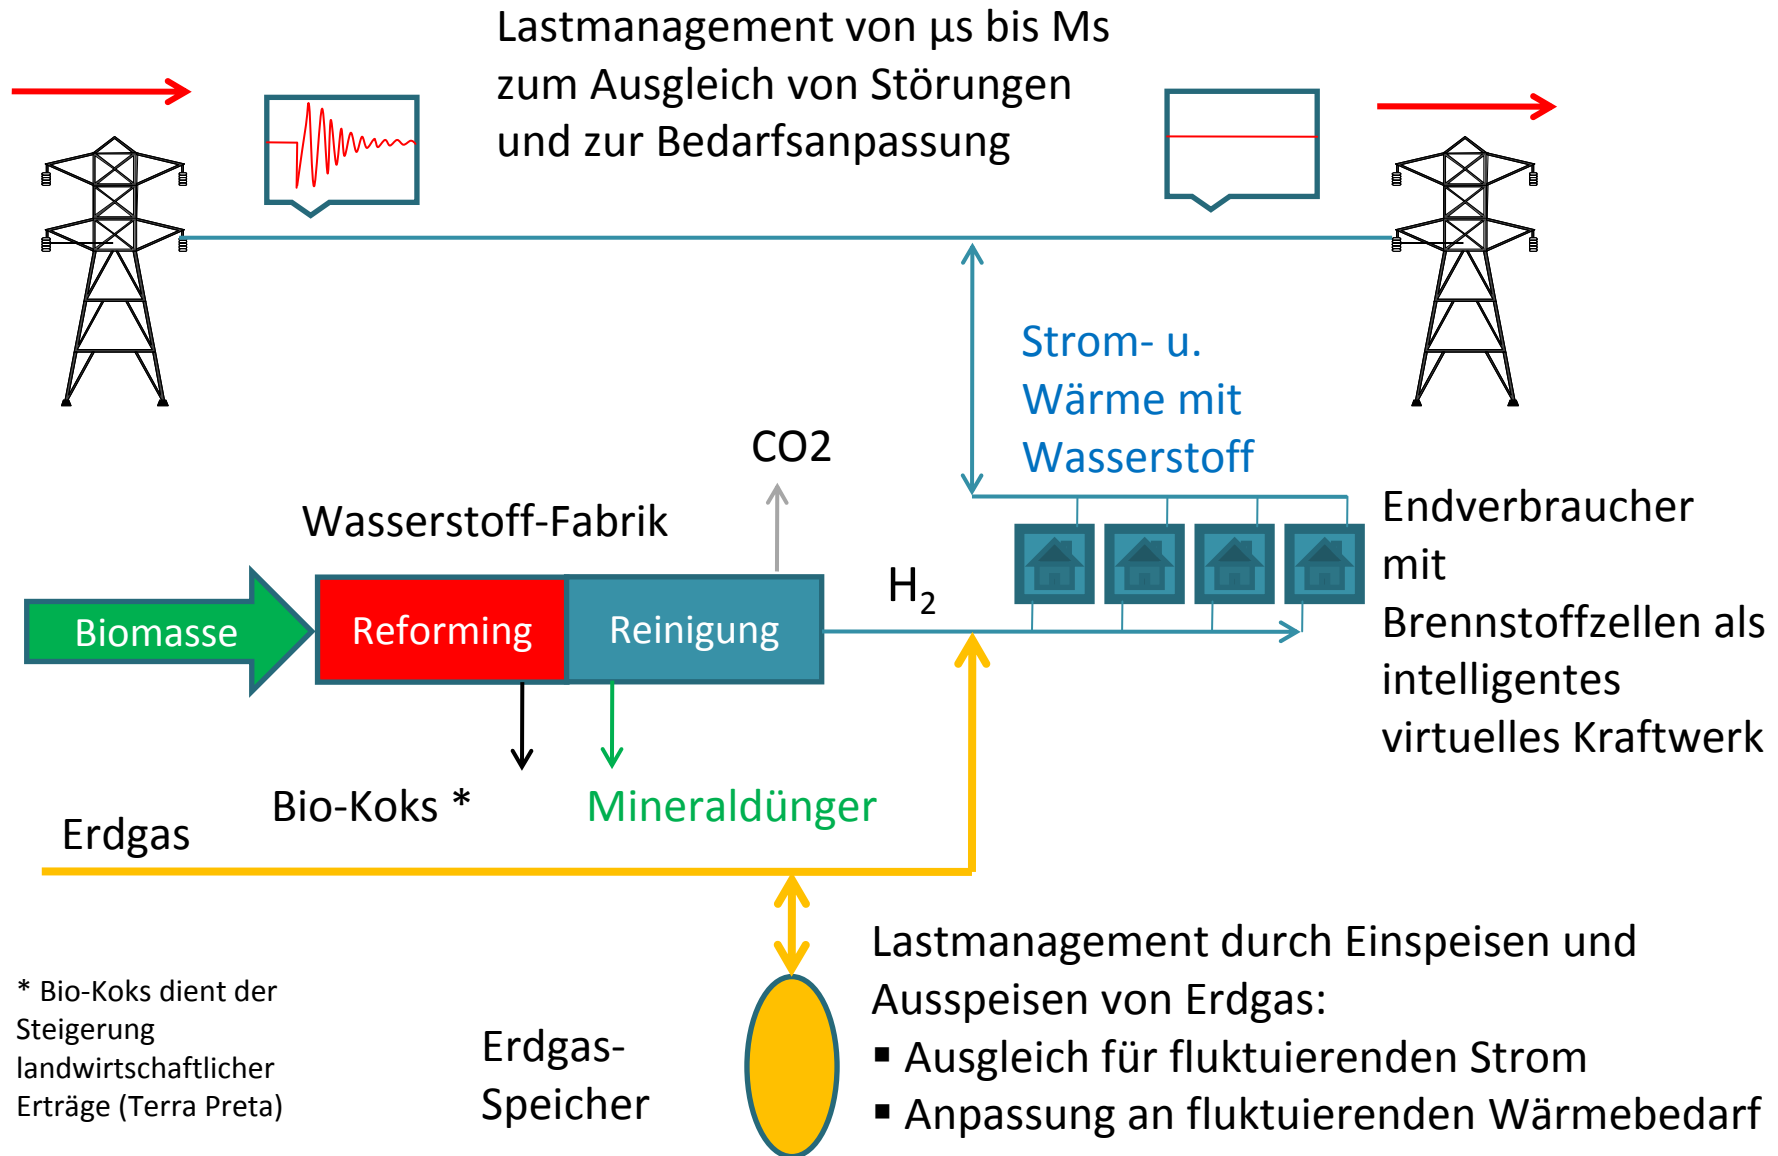 Lastmanagement von µs bis Ms
zum Ausgleich von Störungen
und zur Bedarfsanpassung
Strom- u.
Wärme mit
Wasserstoff
CO2
Wasserstoff-Fabrik
Biomasse
Reforming
Reinigung
H₂
Endverbraucher
mit
Brennstoffzellen als
intelligentes
virtuelles Kraftwerk
Bio-Koks *
Mineraldünger
Erdgas
* Bio-Koks dient der
Steigerung
landwirtschaftlicher
Erträge (Terra Preta)
Erdgas-
Speicher
Lastmanagement durch Einspeisen und
Ausspeisen von Erdgas:
▪ Ausgleich für fluktuierenden Strom
▪ Anpassung an fluktuierenden Wärmebedarf